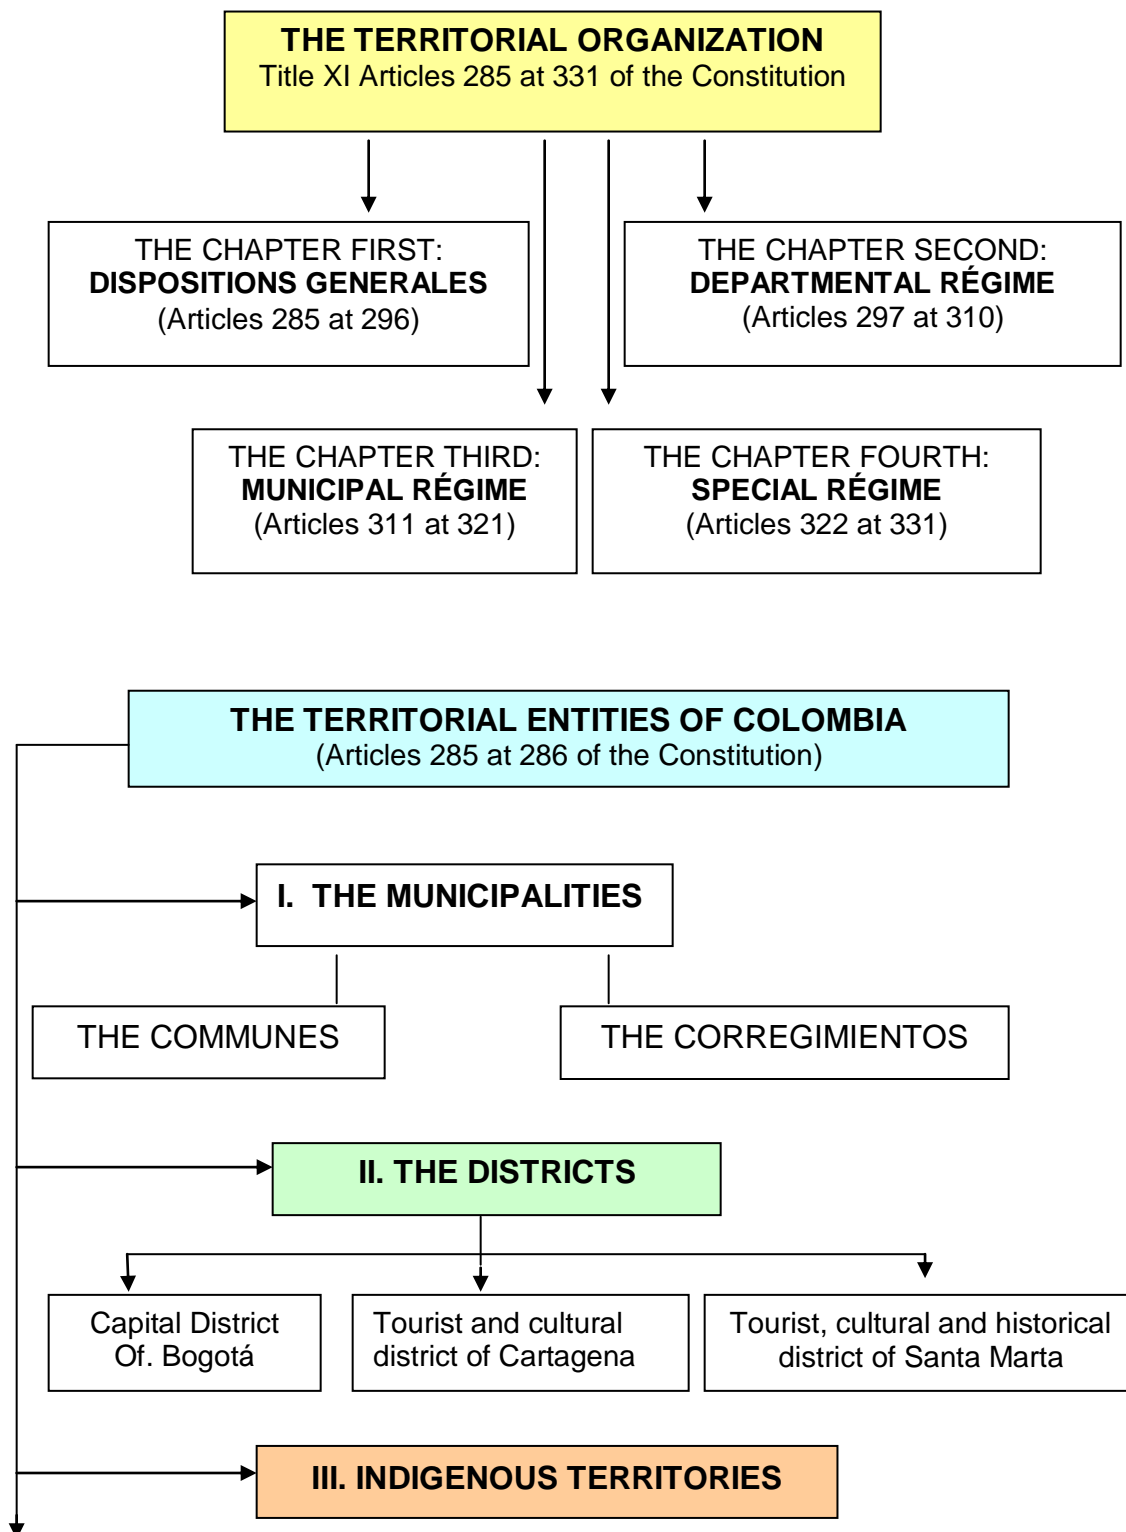 THE TERRITORIAL ORGANIZATION
Title XI Articles 285 at 331 of the Constitution
THE CHAPTER FIRST:
DISPOSITIONS GENERALES
(Articles 285 at 296)
THE CHAPTER SECOND:
DEPARTMENTAL RÉGIME
(Articles 297 at 310)
THE CHAPTER THIRD:
MUNICIPAL RÉGIME
(Articles 311 at 321)
THE CHAPTER FOURTH:
SPECIAL RÉGIME
(Articles 322 at 331)
THE TERRITORIAL ENTITIES OF COLOMBIA
(Articles 285 at 286 of the Constitution)
I. THE MUNICIPALITIES
THE COMMUNES
THE CORREGIMIENTOS
II. THE DISTRICTS
Capital District
Of. Bogotá
Tourist and cultural
district of Cartagena
Tourist, cultural and historical
district of Santa Marta
III. INDIGENOUS TERRITORIES